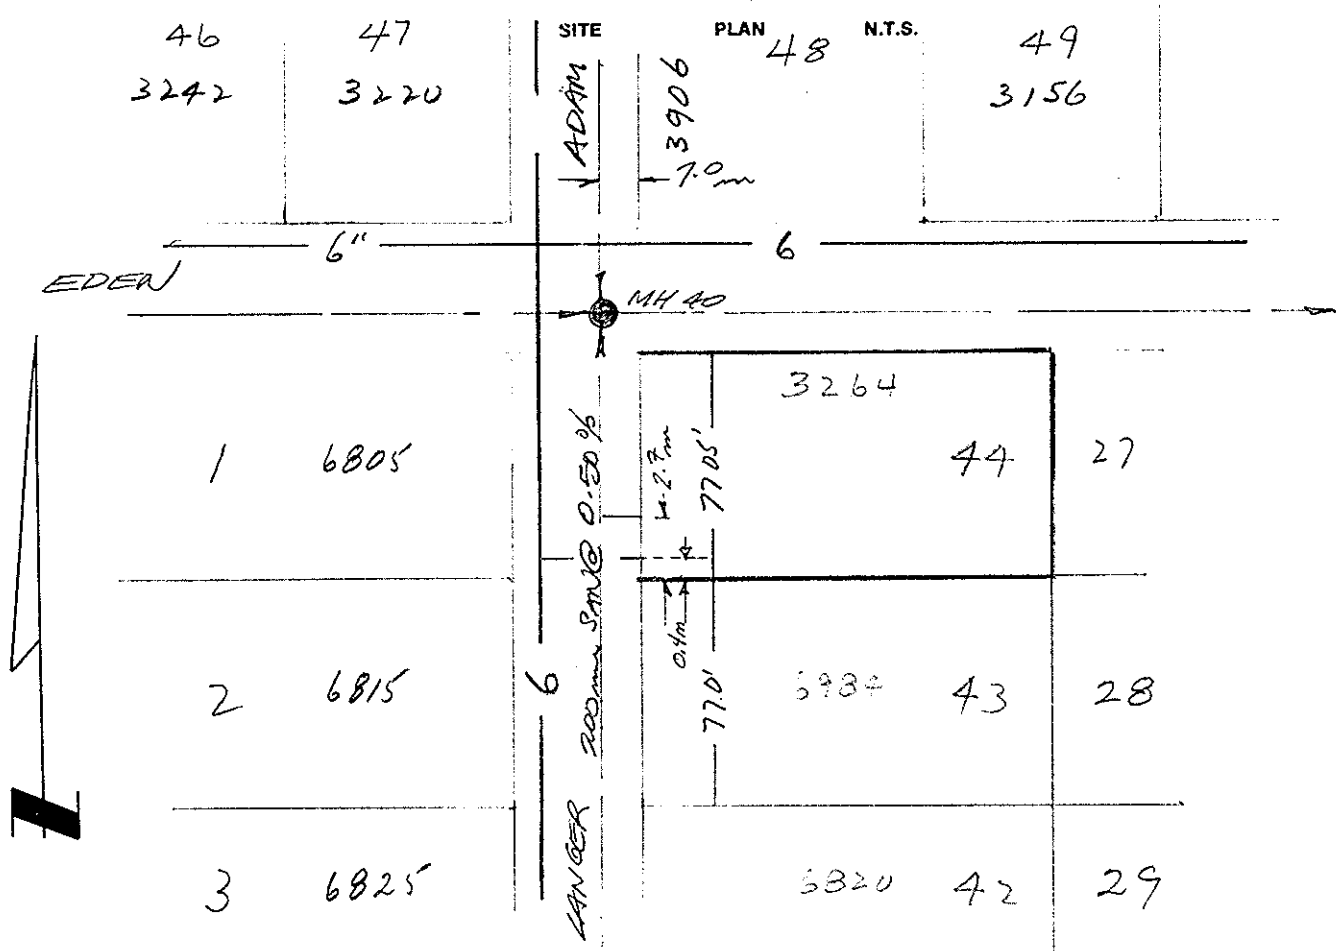 SITE PLAN N.T.S.
46 47 48 49
3242 3220 ADAM 3906 3156
7.0m
6" 6
EDEN
MH 40
3264
1 6805 44 27
200mm SAN @ 0.50%
2.7m
77.05'
0.4m
77.0'
6
2 6815 43 28
LANGER
3 6825 6820 42 29